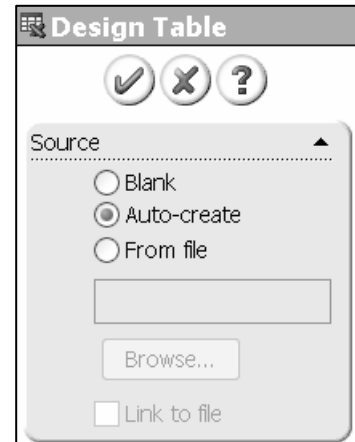 Design Table
?
Source
Blank
Auto-create
From file
Browse...
Link to file